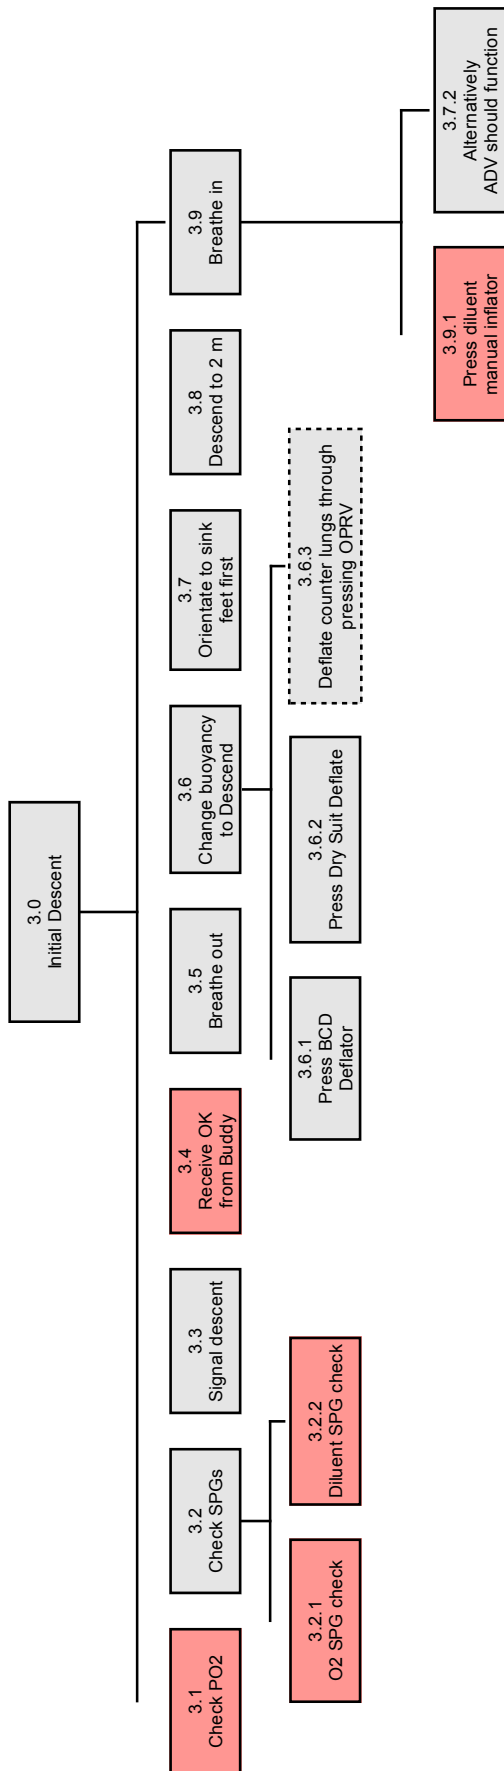 3.0
Initial Descent
3.1
Check PO2
3.2
Check SPGs
3.3
Signal descent
3.4
Receive OK
from Buddy
3.5
Breathe out
3.6
Change buoyancy
to Descend
3.7
Orientate to sink
feet first
3.8
Descend to 2 m
3.9
Breathe in
3.2.1
O2 SPG check
3.2.2
Diluent SPG check
3.6.1
Press BCD
Deflator
3.6.2
Press Dry Suit Deflate
3.6.3
Deflate counter lungs through
pressing OPRV
3.9.1
Press diluent
manual inflator
3.7.2
Alternatively
ADV should function